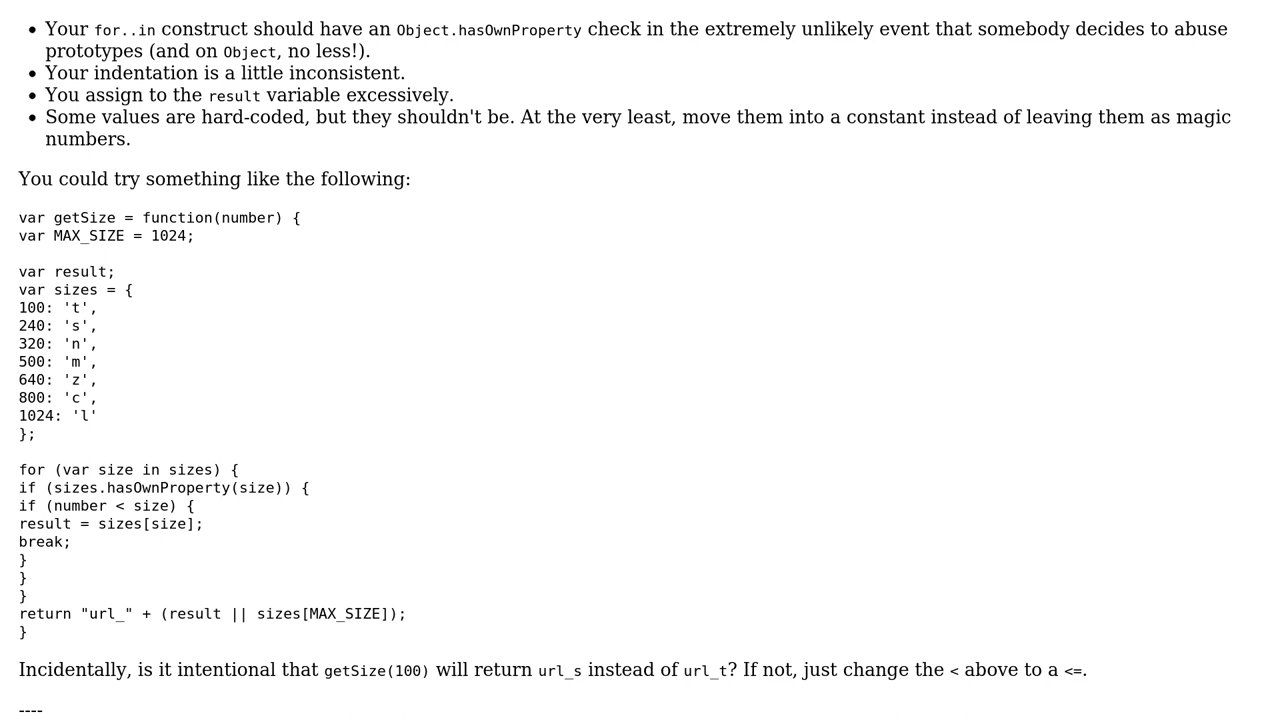 • Your for..in construct should have an Object.hasOwnProperty check in the extremely unlikely event that somebody decides to abuse
prototypes (and on Object, no less!).
• Your indentation is a little inconsistent.
• You assign to the result variable excessively.
• Some values are hard-coded, but they shouldn't be. At the very least, move them into a constant instead of leaving them as magic
numbers.
You could try something like the following:
var getSize = function(number) {
var MAX_SIZE = 1024;
var result;
var sizes = {
100: 't',
240: 's',
320: 'n',
500: 'm',
640: 'z',
800: 'c',
1024: 'l'
};
for (var size in sizes) {
if (sizes.hasOwnProperty(size)) {
if (number < size) {
result = sizes[size];
break;
}
}
}
return "url_" + (result || sizes[MAX_SIZE]);
}
Incidentally, is it intentional that getSize(100) will return url_s instead of url_t? If not, just change the < above to a <=.
----